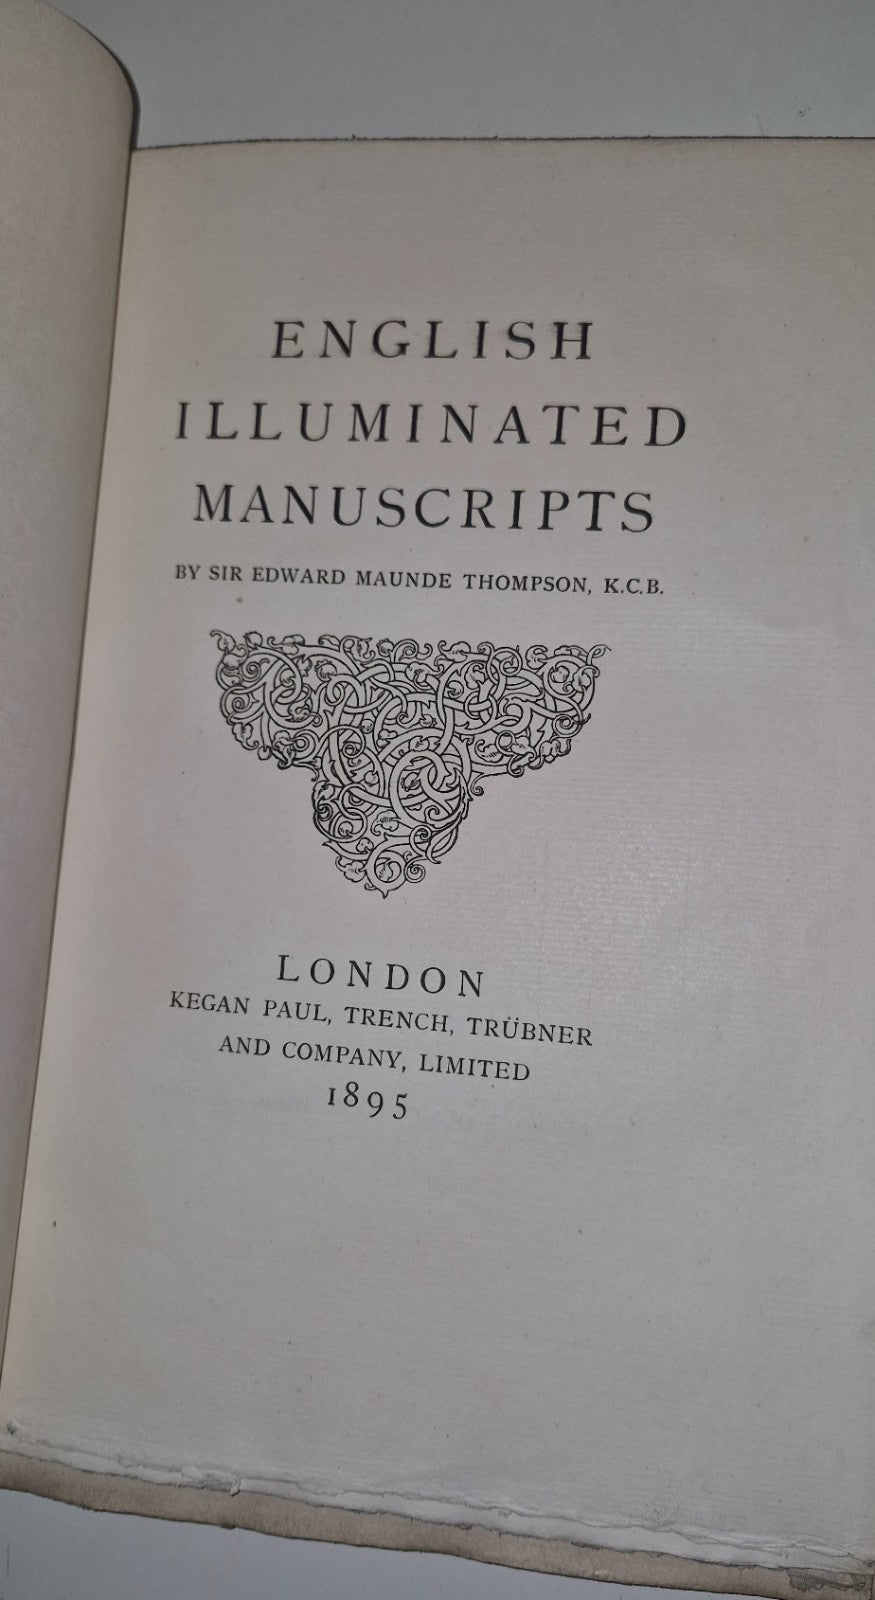 ENGLISH
ILLUMINATED
MANUSCRIPTS
BY SIR EDWARD MAUNDE THOMPSON, K.C.B.
LONDON
KEGAN PAUL, TRENCH, TRÜBNER
AND COMPANY, LIMITED
1895